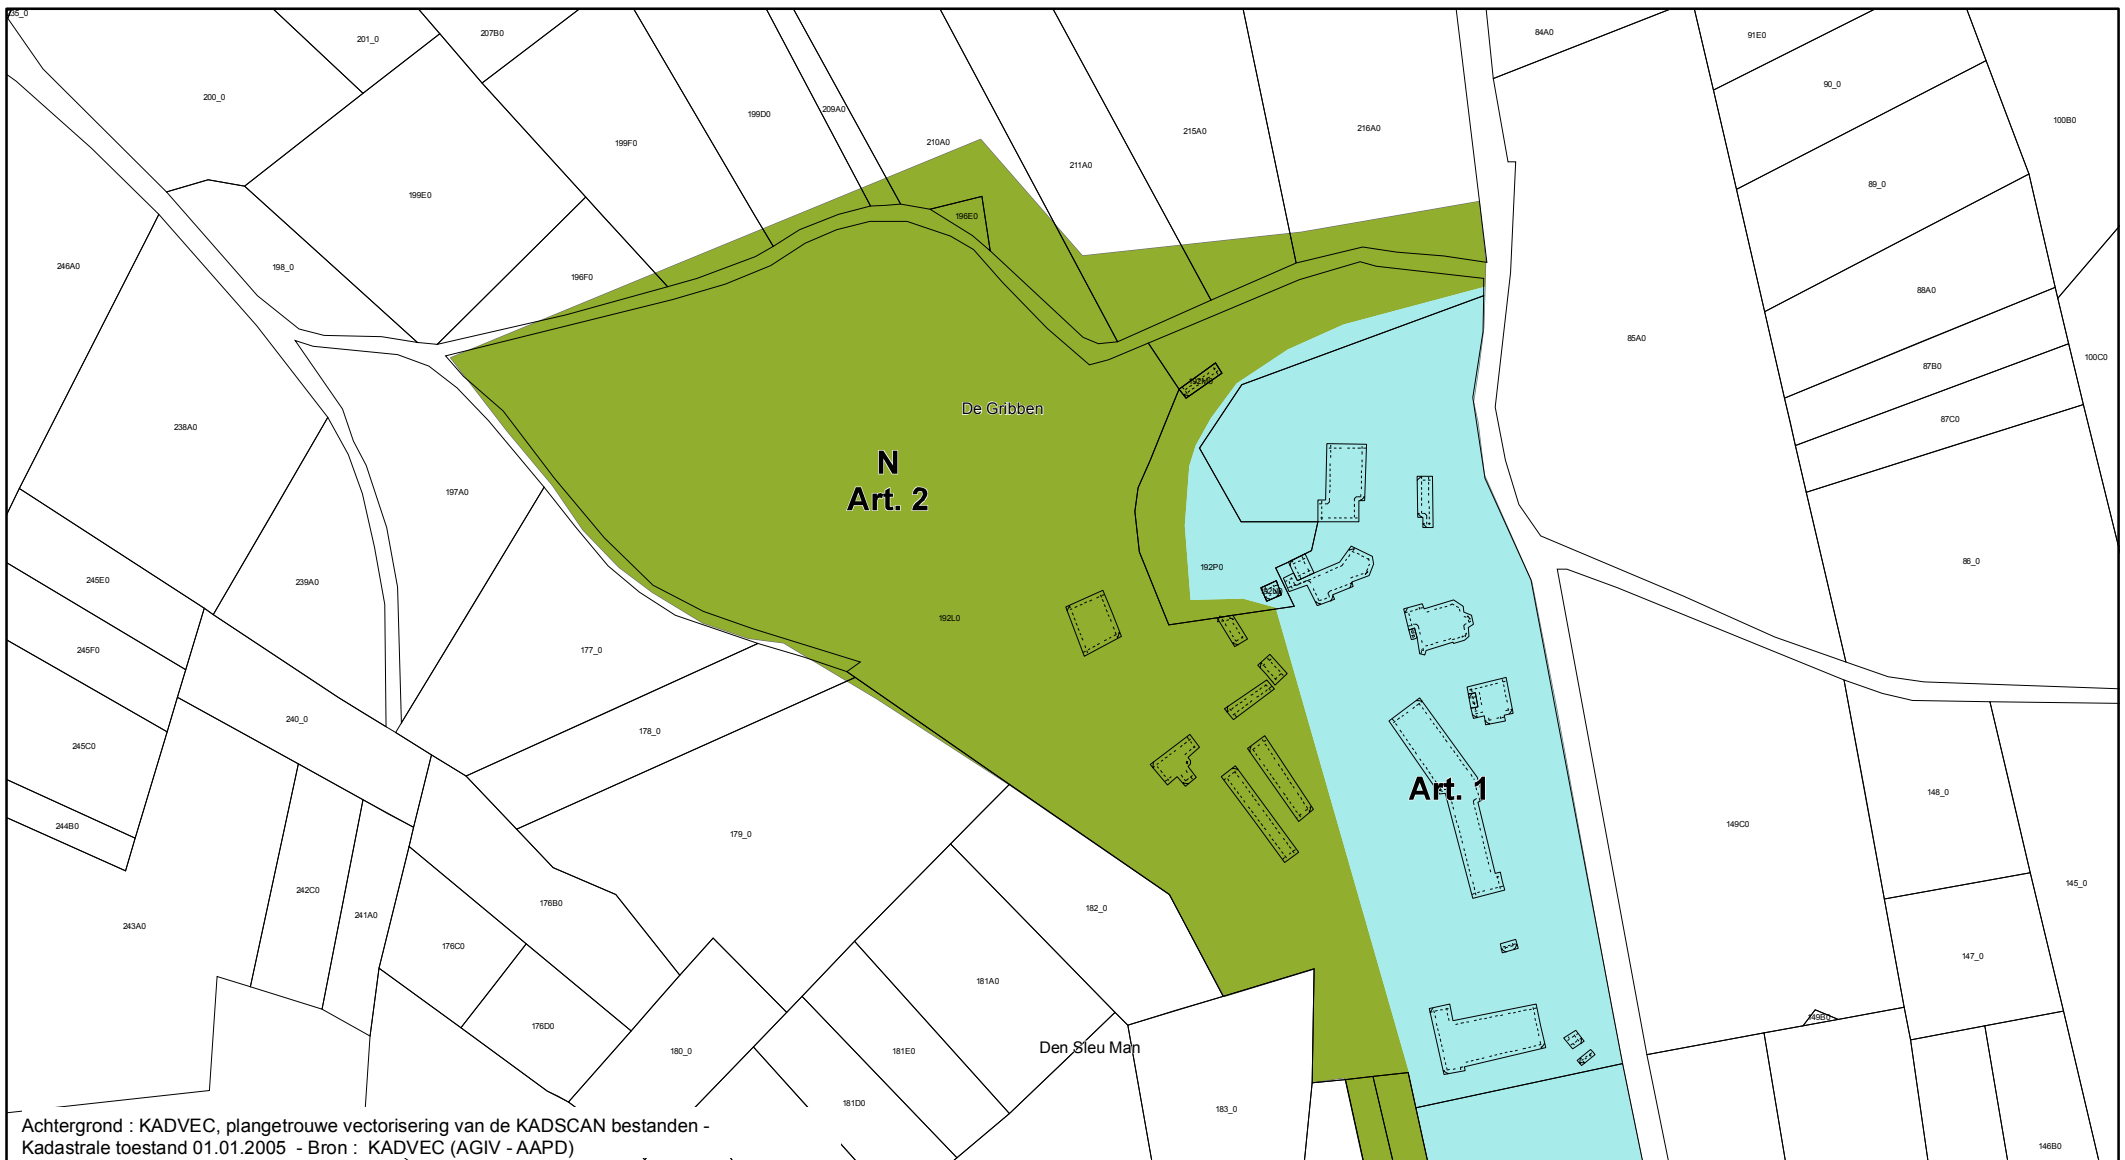 35_0
201_0
207B0
84A0
91E0
200_0
199D0
209A0
90_0
199F0
210A0
215A0
216A0
100B0
211A0
199E0
89_0
196E0
246A0
198_0
196F0
88A0
85A0
100C0
87B0
192M0
De Gribben
87C0
238A0
N
Art. 2
197A0
192P0
86_0
245E0
239A0
192L0
245F0
177_0
240_0
178_0
245C0
Art. 1
148_0
244B0
179_0
149C0
242C0
241A0
176B0
182_0
145_0
243A0
176C0
147_0
181A0
176D0
149B0
180_0
181E0
Den Sleu Man
181D0
183_0
146B0
Achtergrond : KADVEC, plangetrouwe vectorisering van de KADSCAN bestanden -
Kadastrale toestand 01.01.2005 - Bron : KADVEC (AGIV - AAPD)